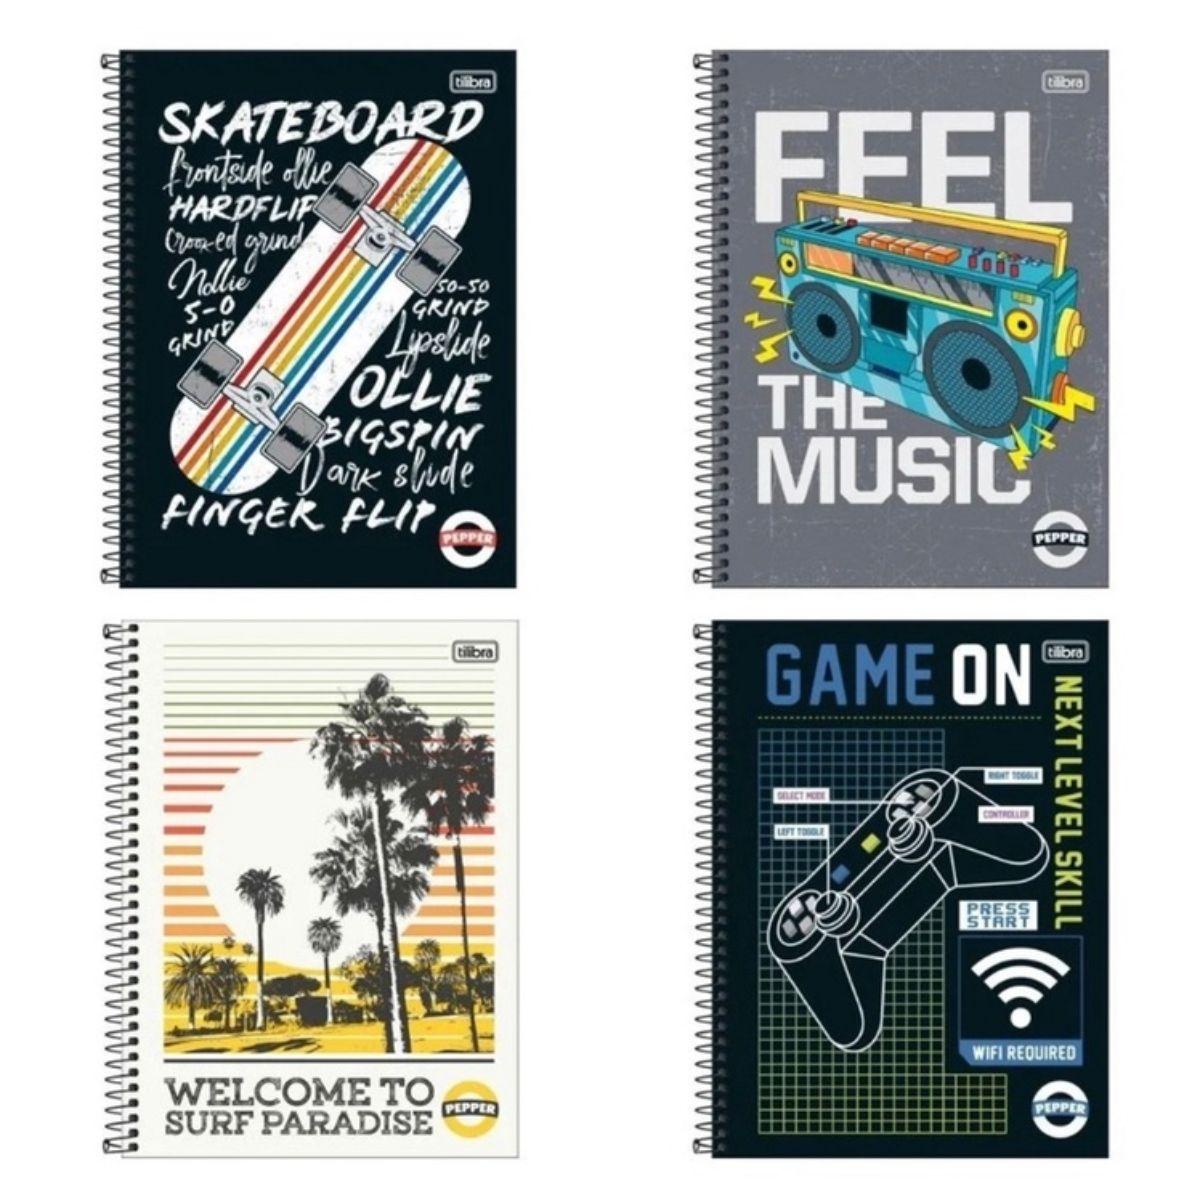 tilibra
SKATEBOARD
frontside ollie
HARDFLIP
Crooked grind
Nollie
5-0
GRIND
50-50
GRIND
Lipslide
OLLIE
BIGSPIN
Dark slide
FINGER FLIP
PEPPER
tilibra
FEEL
THE
MUSIC
PEPPER
tilibra
WELCOME TO
SURF PARADISE
PEPPER
GAME ON
tilibra
NEXT LEVEL SKILL
RIGHT TOGGLE
SELECT MODE
CONTROLLER
LEFT TOGGLE
PRESS
START
WIFI REQUIRED
PEPPER